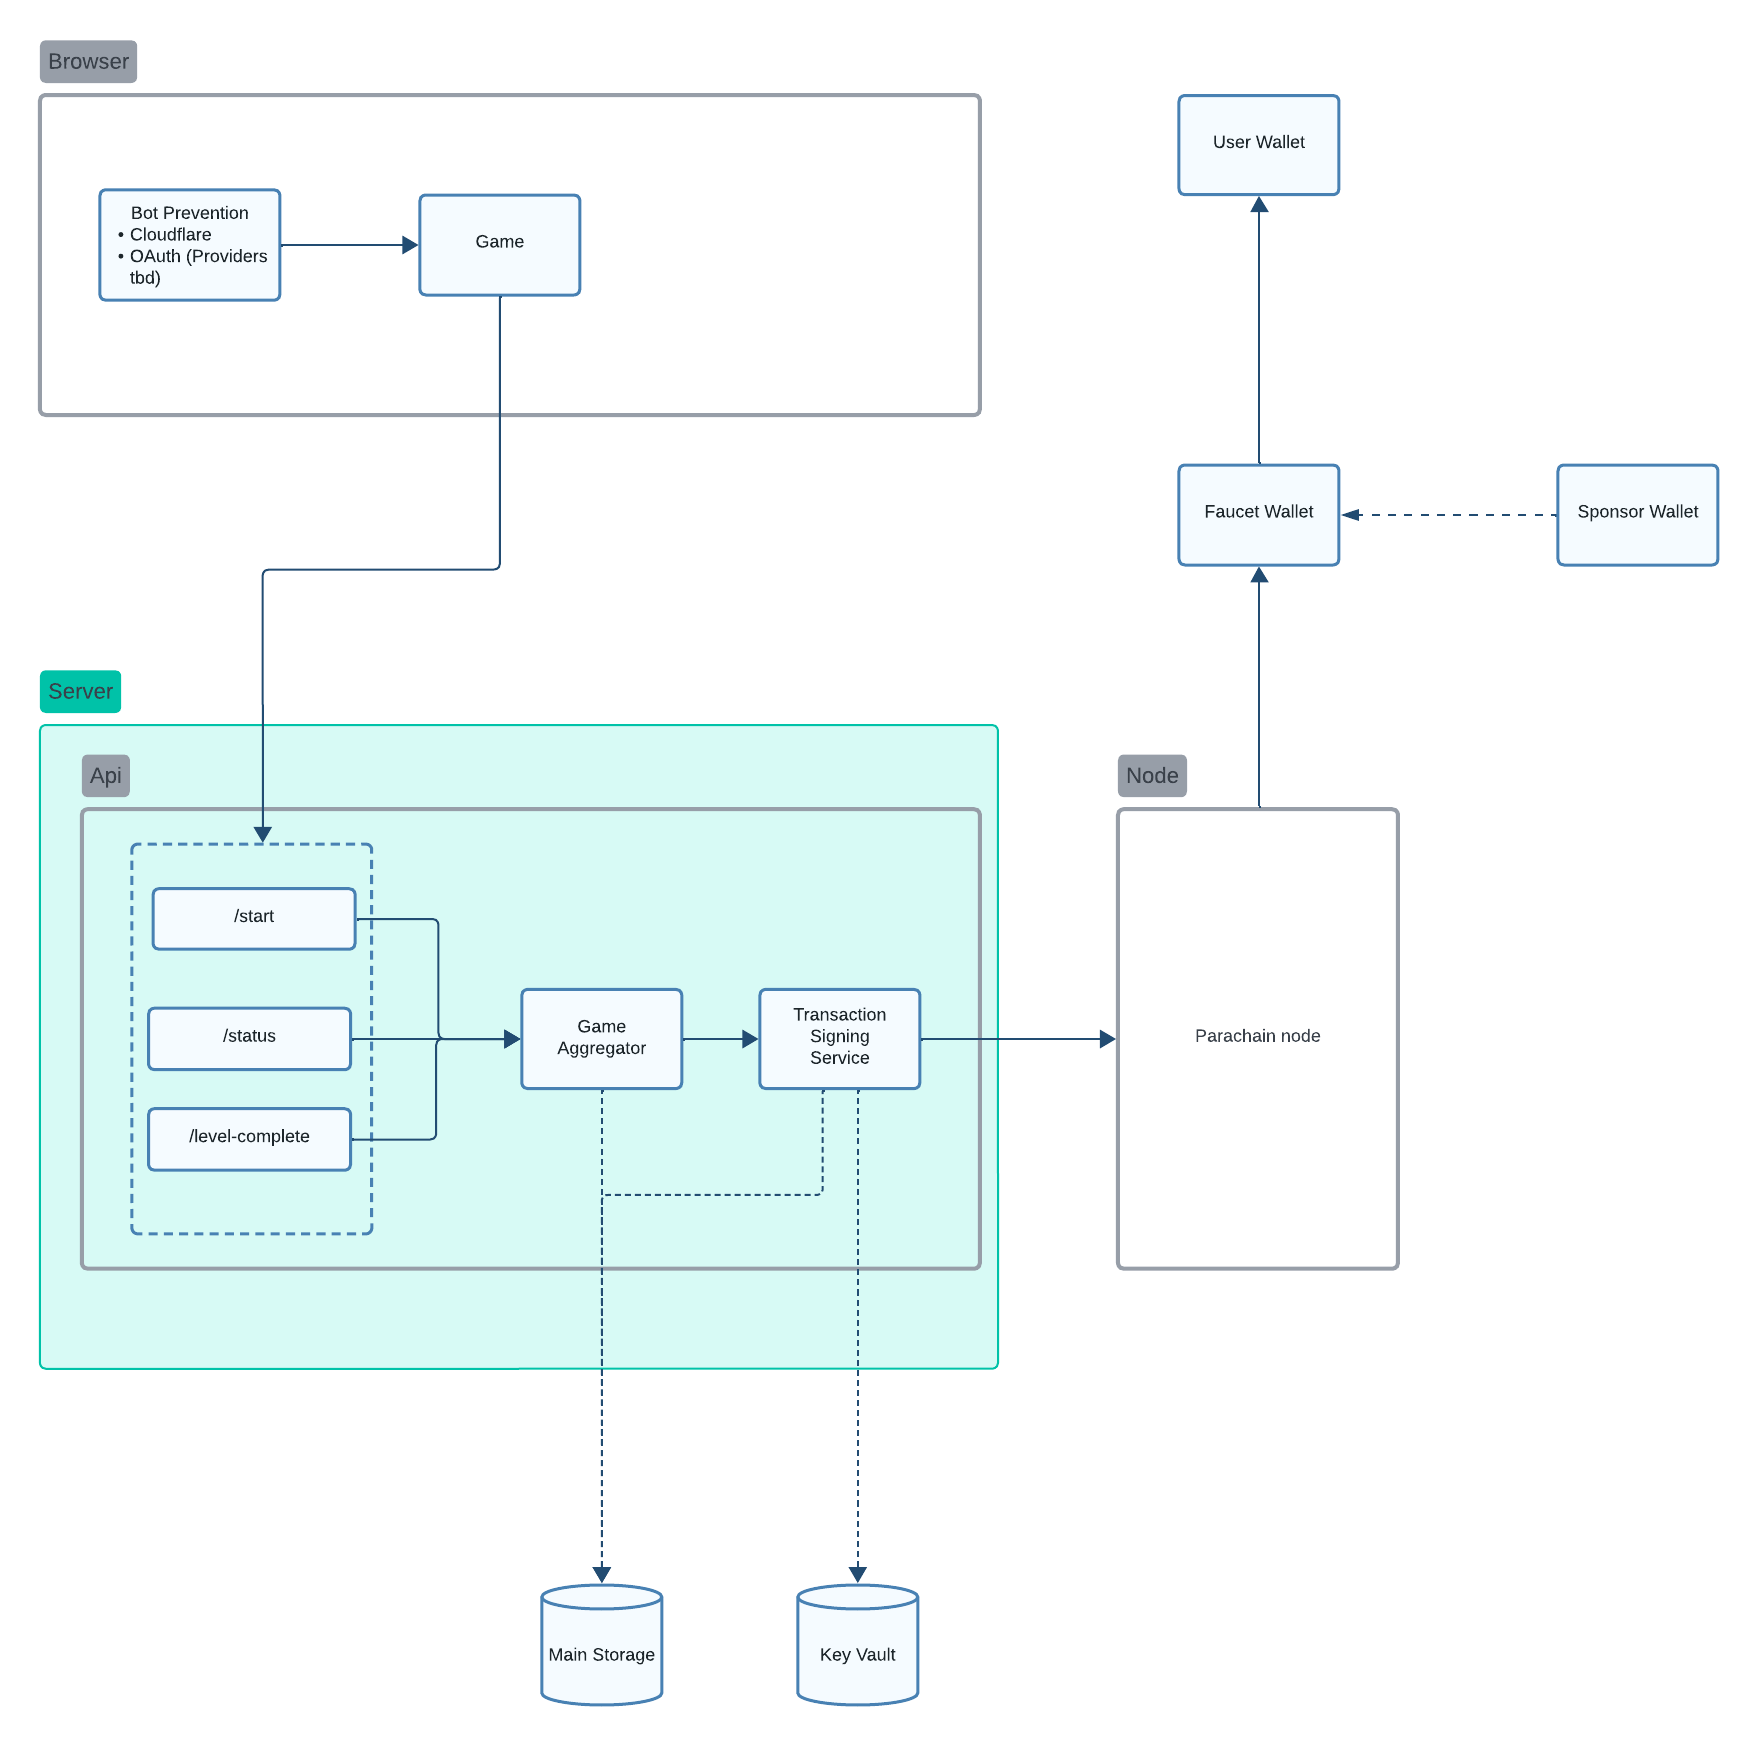 Browser
User Wallet
Bot Prevention
• Cloudflare
• OAuth (Providers
tbd)
Game
Faucet Wallet
Sponsor Wallet
Server
Api
Node
/start
/status
/level-complete
Game
Aggregator
Transaction
Signing
Service
Parachain node
Main Storage
Key Vault